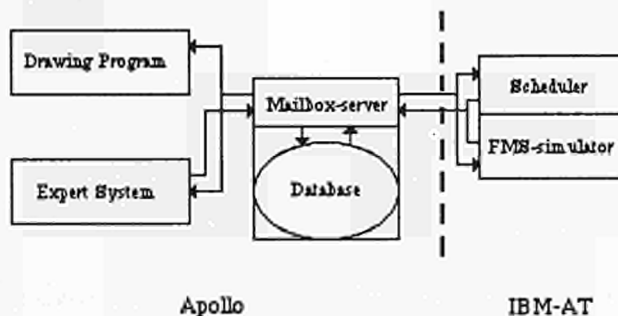 Drawing Program
Mailbox-server
Scheduler
FMS-simulator
Expert System
Database
Apollo
IBM-AT